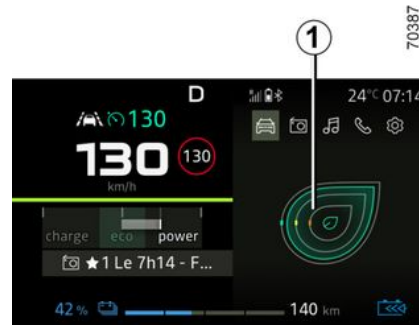 70387
1
D
24°C 07:14
130
130
130
km/h
charge eco power
★1 Le 7h14 - F...
42 %
140 km